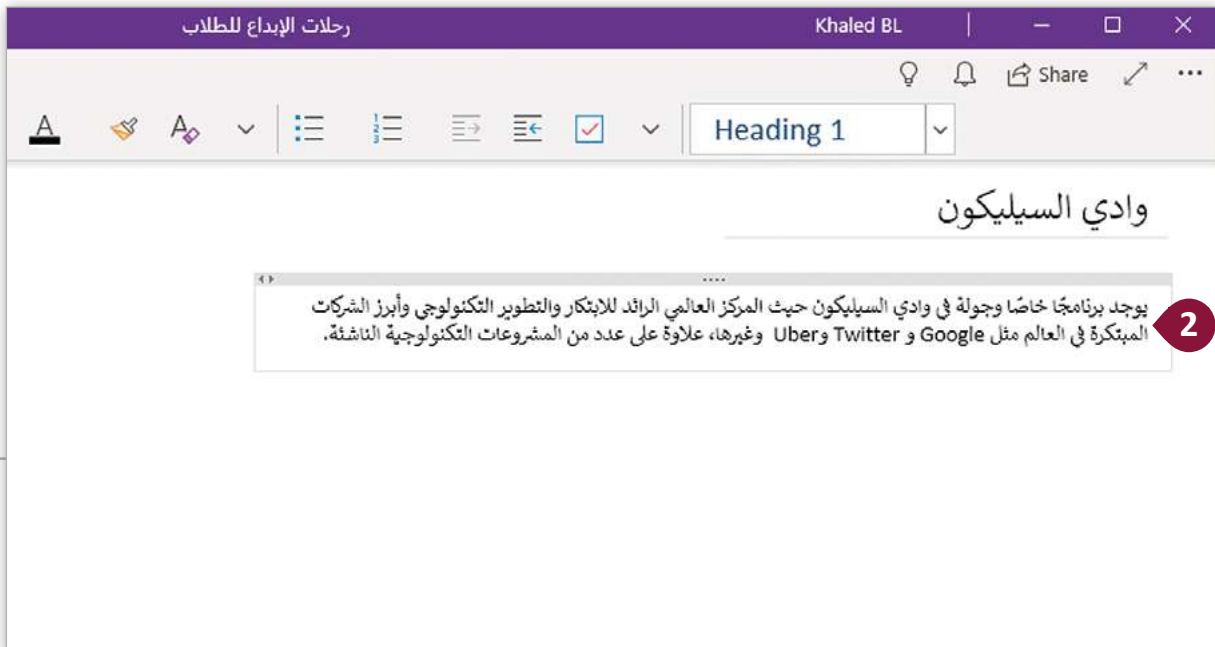 رحلات الإبداع للطلاب
Khaled BL
Share
Heading 1
وادي السيليكون
يوجد برنامجًا خاصًا وجولة في وادي السيليكون حيث المركز العالمي الرائد للابتكار والتطوير التكنولوجي وأبرز الشركات
المبتكرة في العالم مثل Google و Twitter وUber وغيرها، علاوة على عدد من المشروعات التكنولوجية الناشئة.
2